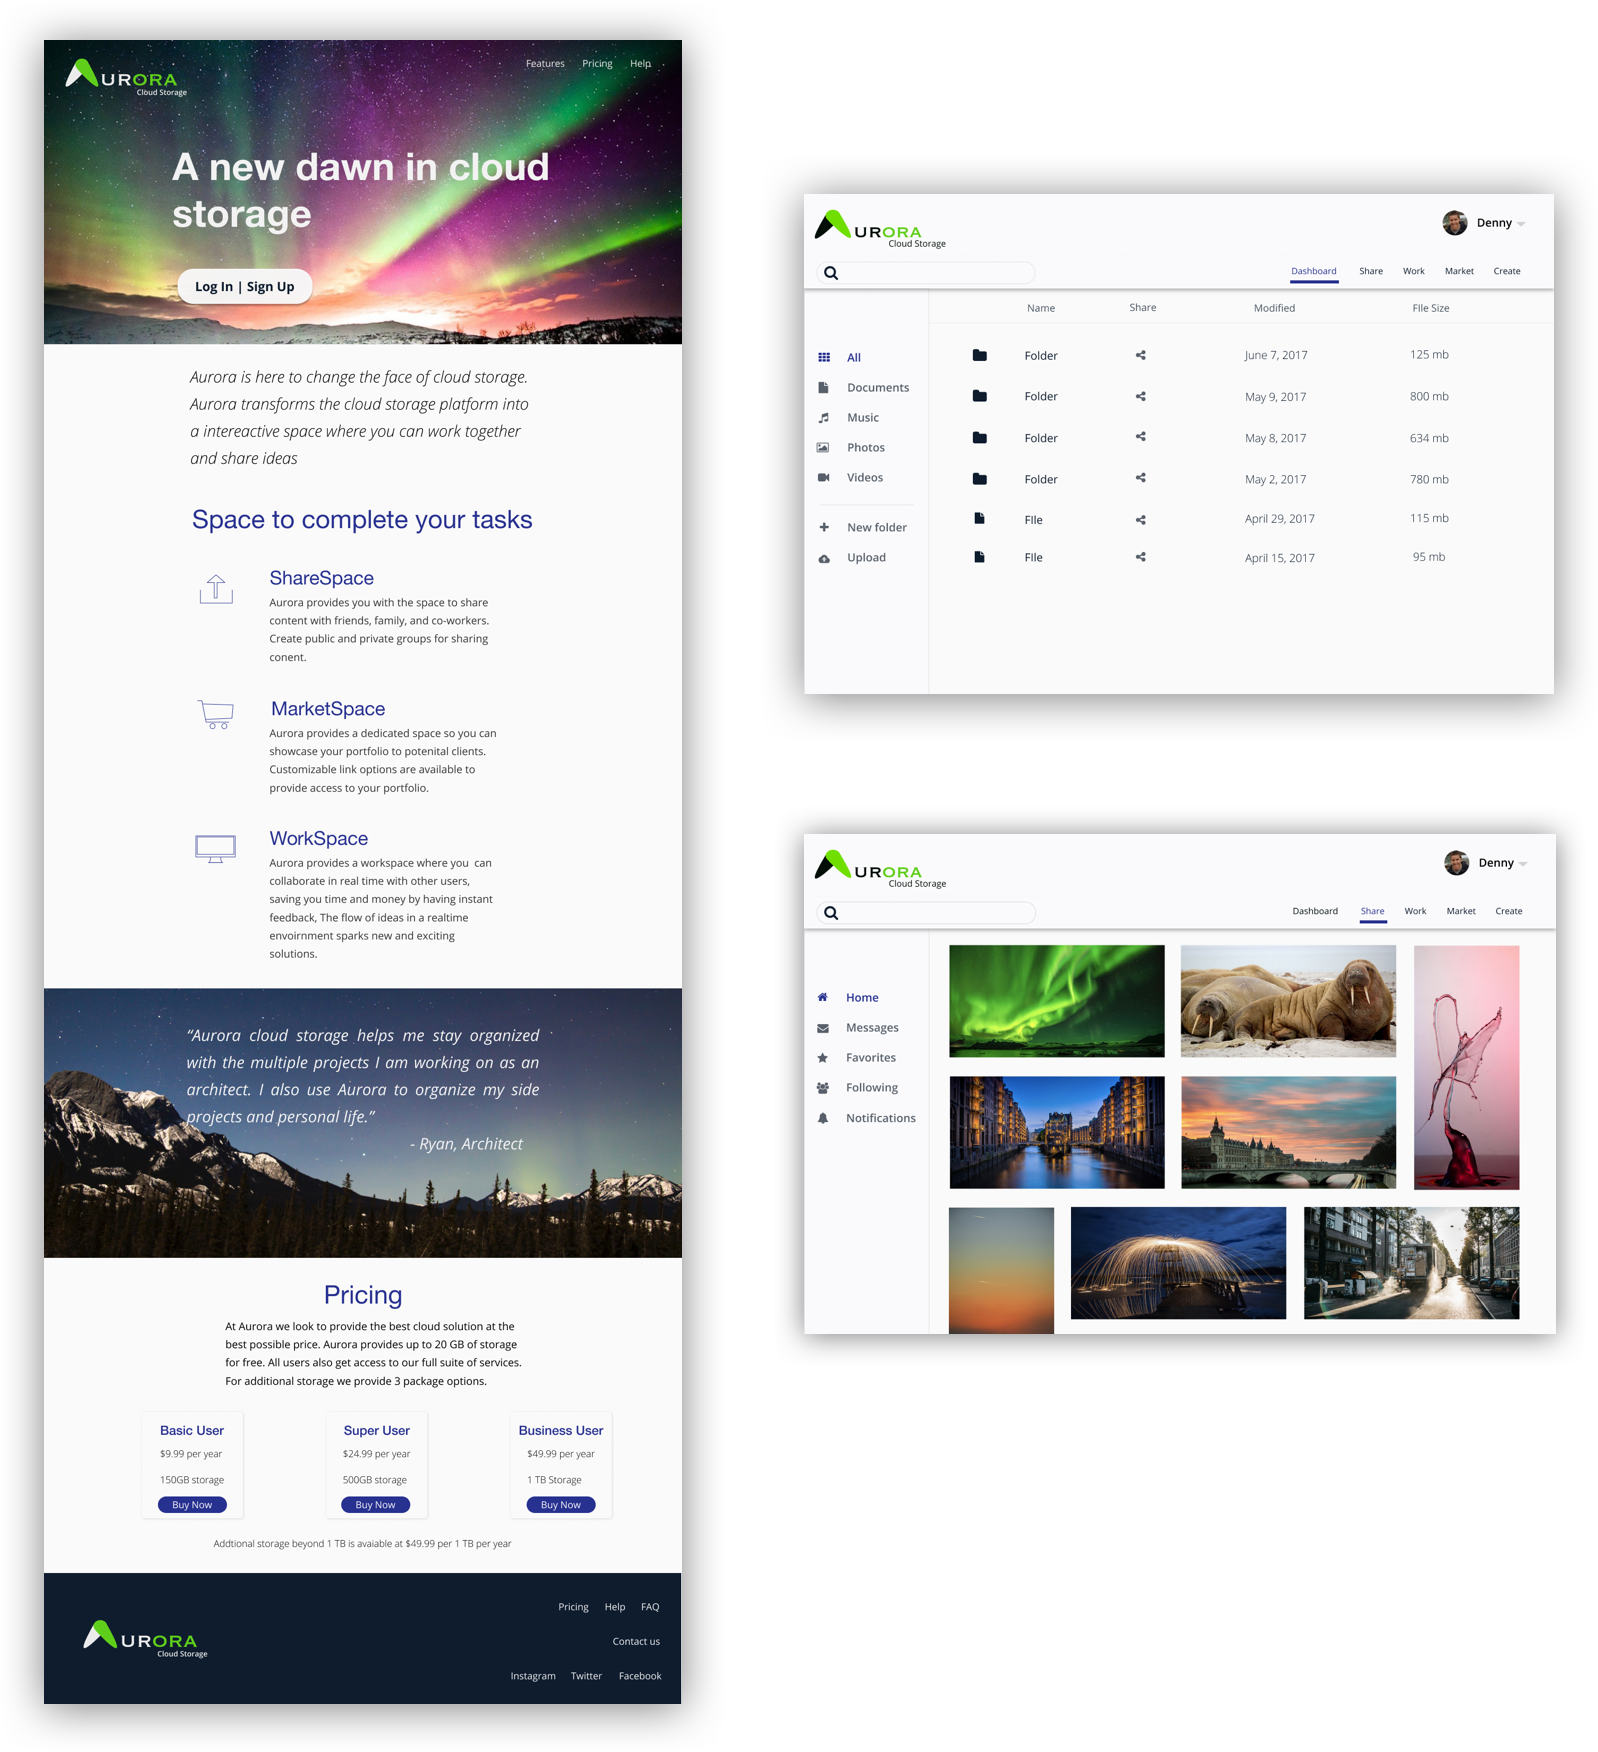 AURORA
Cloud Storage
Features Pricing Help
A new dawn in cloud
storage
Log In | Sign Up
Aurora is here to change the face of cloud storage.
Aurora transforms the cloud storage platform into
a intereactive space where you can work together
and share ideas
Space to complete your tasks
ShareSpace
Aurora provides you with the space to share
content with friends, family, and co-workers.
Create public and private groups for sharing
conent.
MarketSpace
Aurora provides a dedicated space so you can
showcase your portfolio to potenital clients.
Customizable link options are available to
provide access to your portfolio.
WorkSpace
Aurora provides a workspace where you can
collaborate in real time with other users,
saving you time and money by having instant
feedback, The flow of ideas in a realtime
envoirnment sparks new and exciting
solutions.
“Aurora cloud storage helps me stay organized
with the multiple projects I am working on as an
architect. I also use Aurora to organize my side
projects and personal life.”
- Ryan, Architect
Pricing
At Aurora we look to provide the best cloud solution at the
best possible price. Aurora provides up to 20 GB of storage
for free. All users also get access to our full suite of services.
For additional storage we provide 3 package options.
Basic User
$9.99 per year
150GB storage
Buy Now
Super User
$24.99 per year
500GB storage
Buy Now
Business User
$49.99 per year
1 TB Storage
Buy Now
Addtional storage beyond 1 TB is avaiable at $49.99 per 1 TB per year
AURORA
Cloud Storage
Pricing Help FAQ
Contact us
Instagram Twitter Facebook
AURORA
Cloud Storage
Denny
Dashboard Share Work Market Create
All
Documents
Music
Photos
Videos
New folder
Upload
Name Share Modified FIle Size
Folder June 7, 2017 125 mb
Folder May 9, 2017 800 mb
Folder May 8, 2017 634 mb
Folder May 2, 2017 780 mb
FIle April 29, 2017 115 mb
FIle April 15, 2017 95 mb
AURORA
Cloud Storage
Denny
Dashboard Share Work Market Create
Home
Messages
Favorites
Following
Notifications